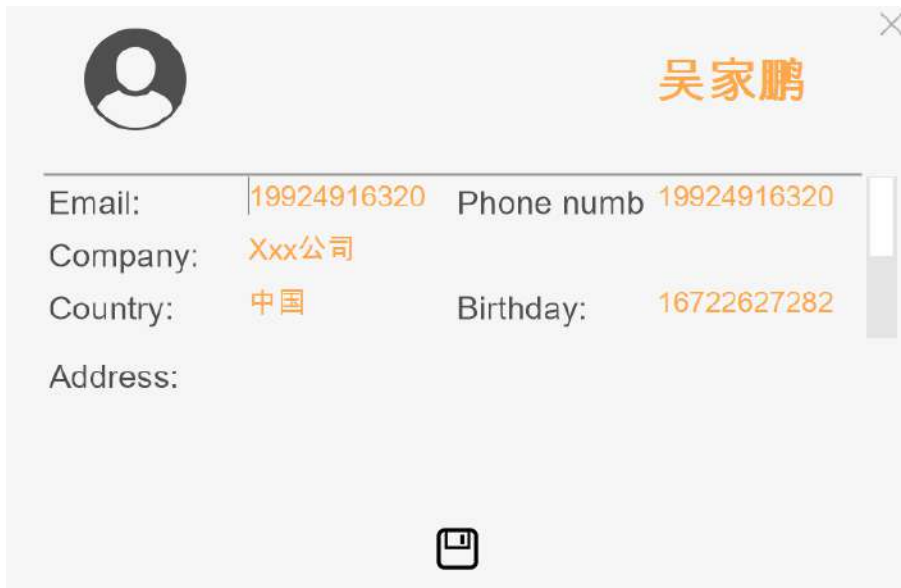 吴家鹏
Email: 19924916320 Phone numb 19924916320
Company: Xxx公司
Country: 中国 Birthday: 16722627282
Address: